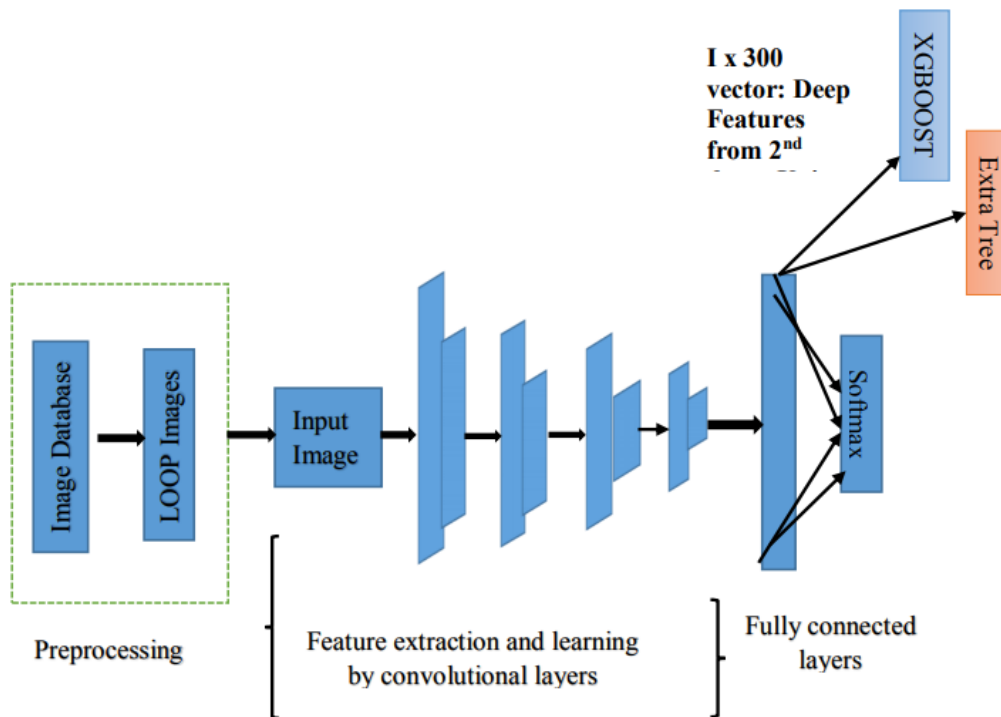 I x 300
vector: Deep
Features
from 2nd
XGBOOST
Extra Tree
Image Database
LOOP Images
Input
Image
Softmax
Preprocessing
Feature extraction and learning
by convolutional layers
Fully connected
layers